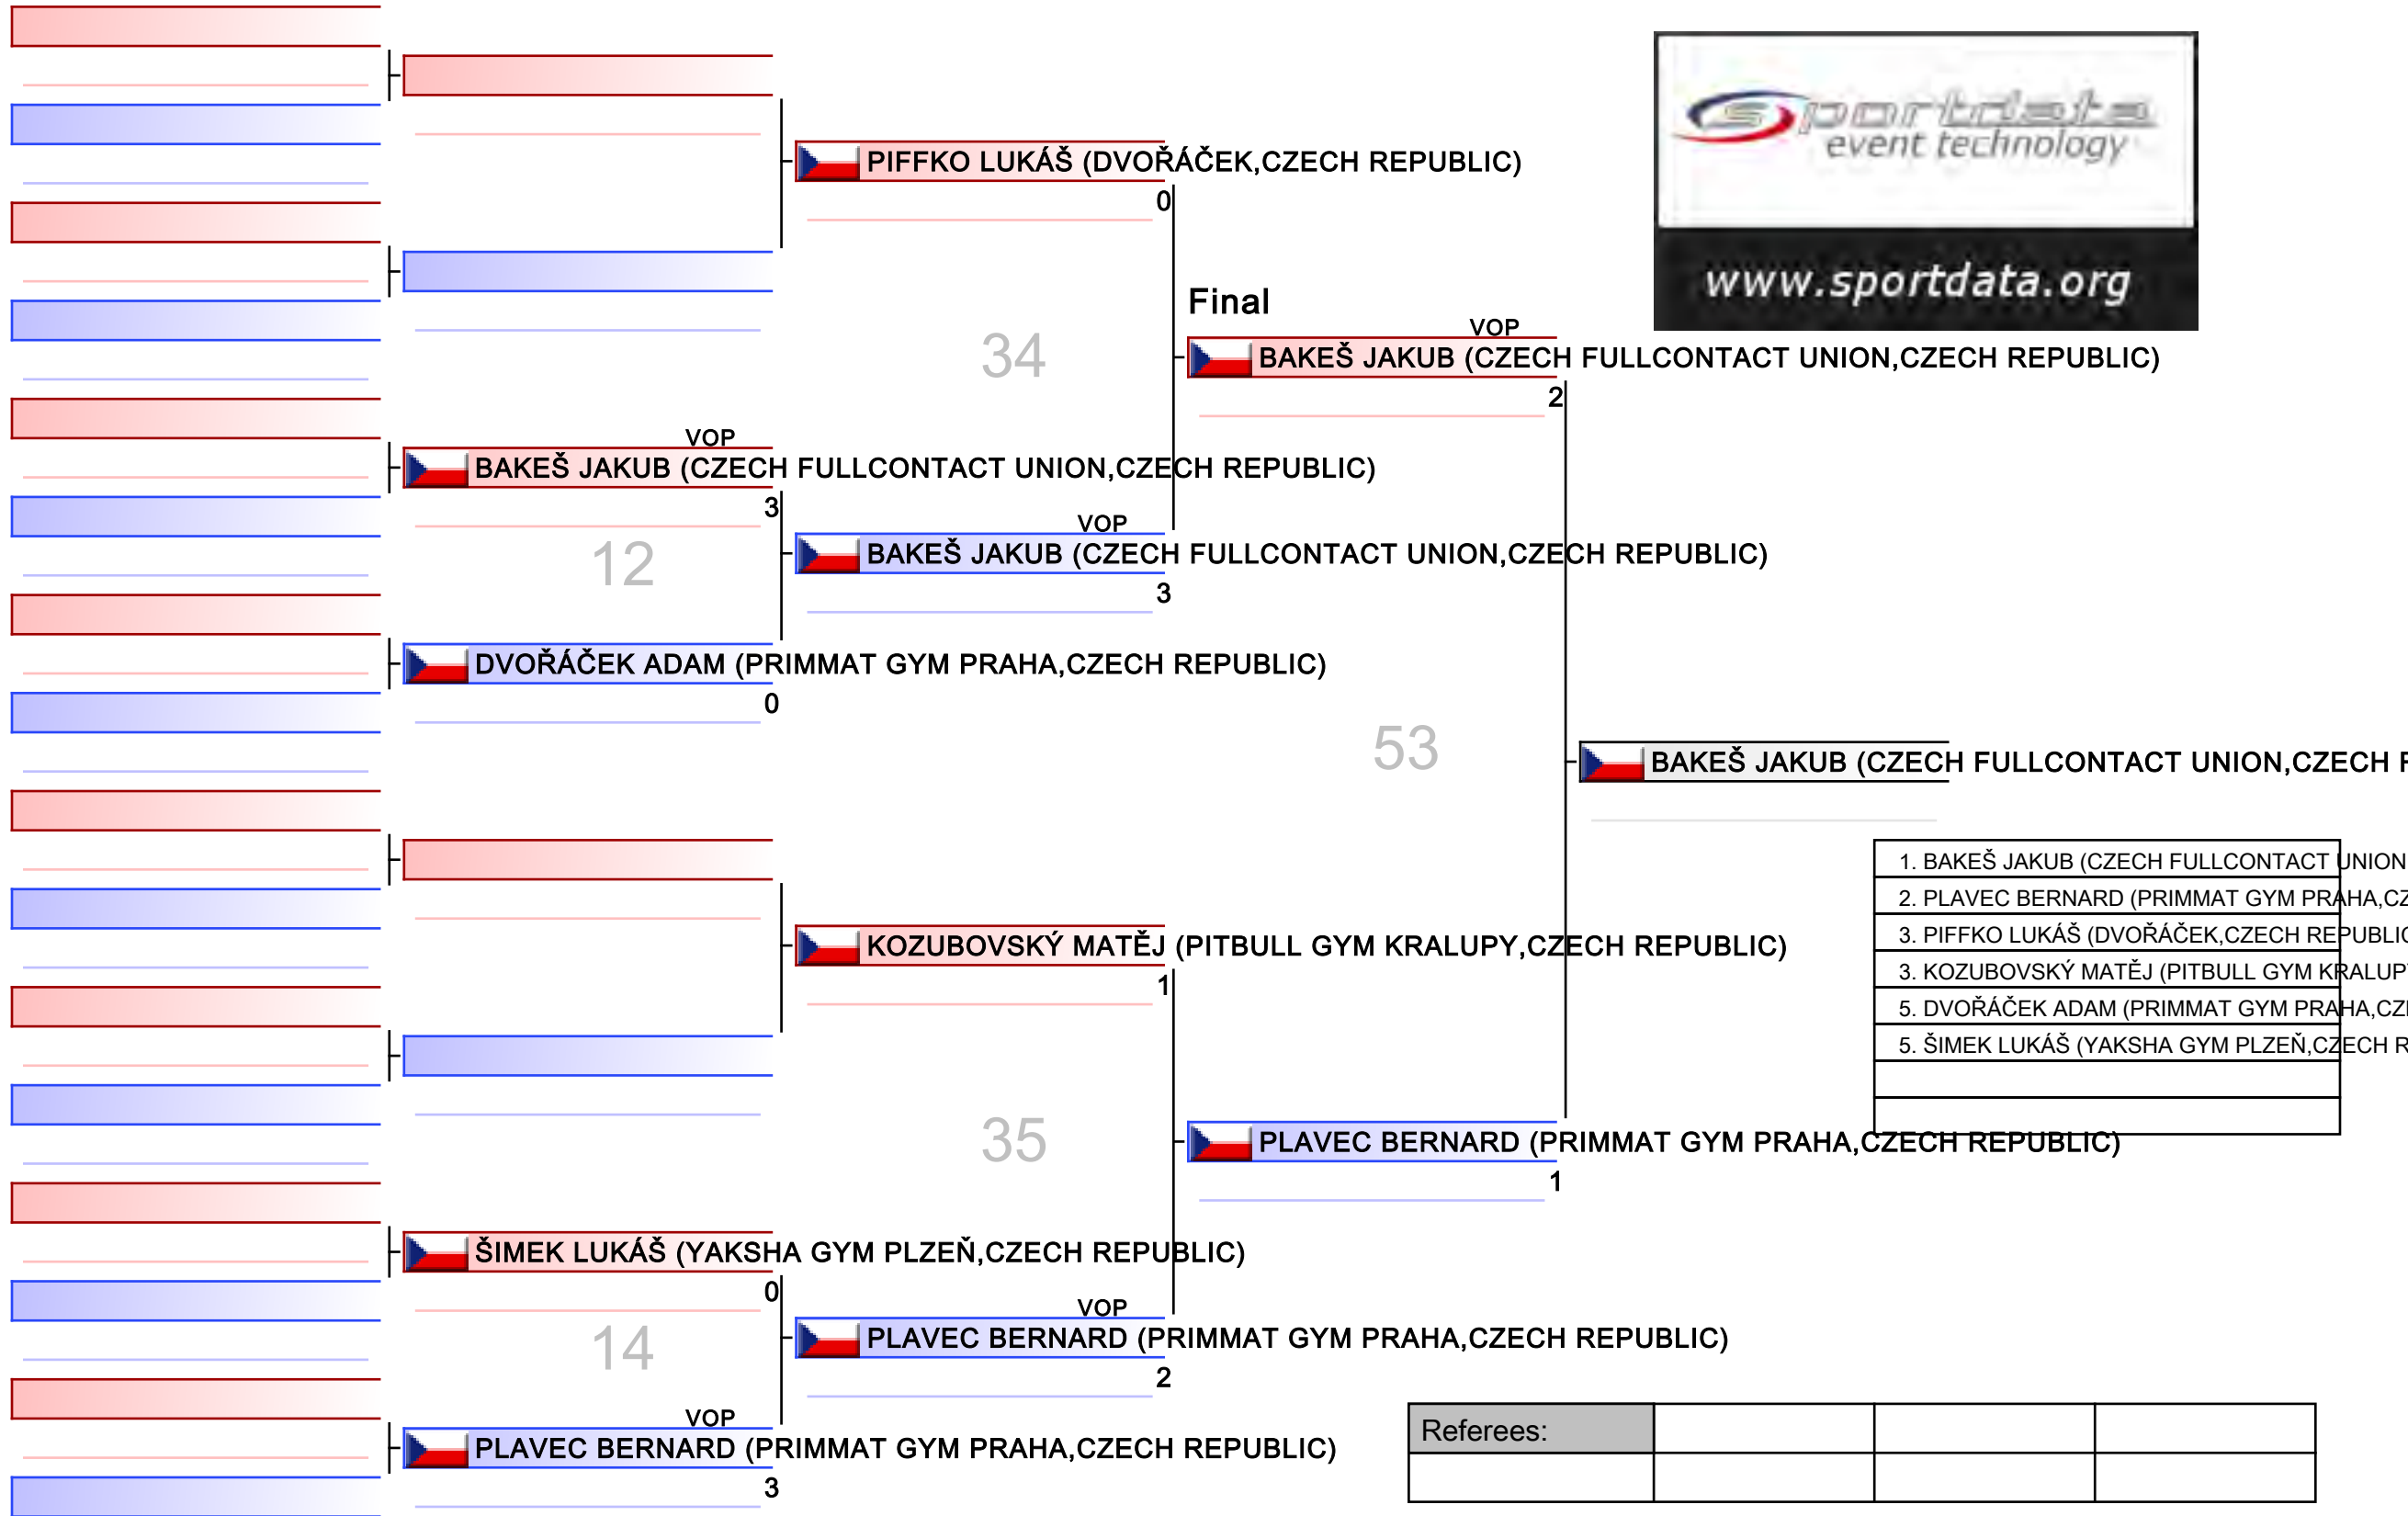 sportdata
event technology
www.sportdata.org
PIFFKO LUKÁŠ (DVOŘÁČEK,CZECH REPUBLIC)
0
34
Final
VOP
BAKEŠ JAKUB (CZECH FULLCONTACT UNION,CZECH REPUBLIC)
2
VOP
BAKEŠ JAKUB (CZECH FULLCONTACT UNION,CZECH REPUBLIC)
3
12
VOP
BAKEŠ JAKUB (CZECH FULLCONTACT UNION,CZECH REPUBLIC)
3
DVOŘÁČEK ADAM (PRIMMAT GYM PRAHA,CZECH REPUBLIC)
0
53
BAKEŠ JAKUB (CZECH FULLCONTACT UNION,CZECH
1. BAKEŠ JAKUB (CZECH FULLCONTACT UNION
2. PLAVEC BERNARD (PRIMMAT GYM PRAHA,CZ
3. PIFFKO LUKÁŠ (DVOŘÁČEK,CZECH REPUBLIC
3. KOZUBOVSKÝ MATĚJ (PITBULL GYM KRALUPY
5. DVOŘÁČEK ADAM (PRIMMAT GYM PRAHA,CZE
5. ŠIMEK LUKÁŠ (YAKSHA GYM PLZEŇ,CZECH R
KOZUBOVSKÝ MATĚJ (PITBULL GYM KRALUPY,CZECH REPUBLIC)
1
35
PLAVEC BERNARD (PRIMMAT GYM PRAHA,CZECH REPUBLIC)
1
ŠIMEK LUKÁŠ (YAKSHA GYM PLZEŇ,CZECH REPUBLIC)
0
14
VOP
PLAVEC BERNARD (PRIMMAT GYM PRAHA,CZECH REPUBLIC)
2
VOP
PLAVEC BERNARD (PRIMMAT GYM PRAHA,CZECH REPUBLIC)
3
Referees: